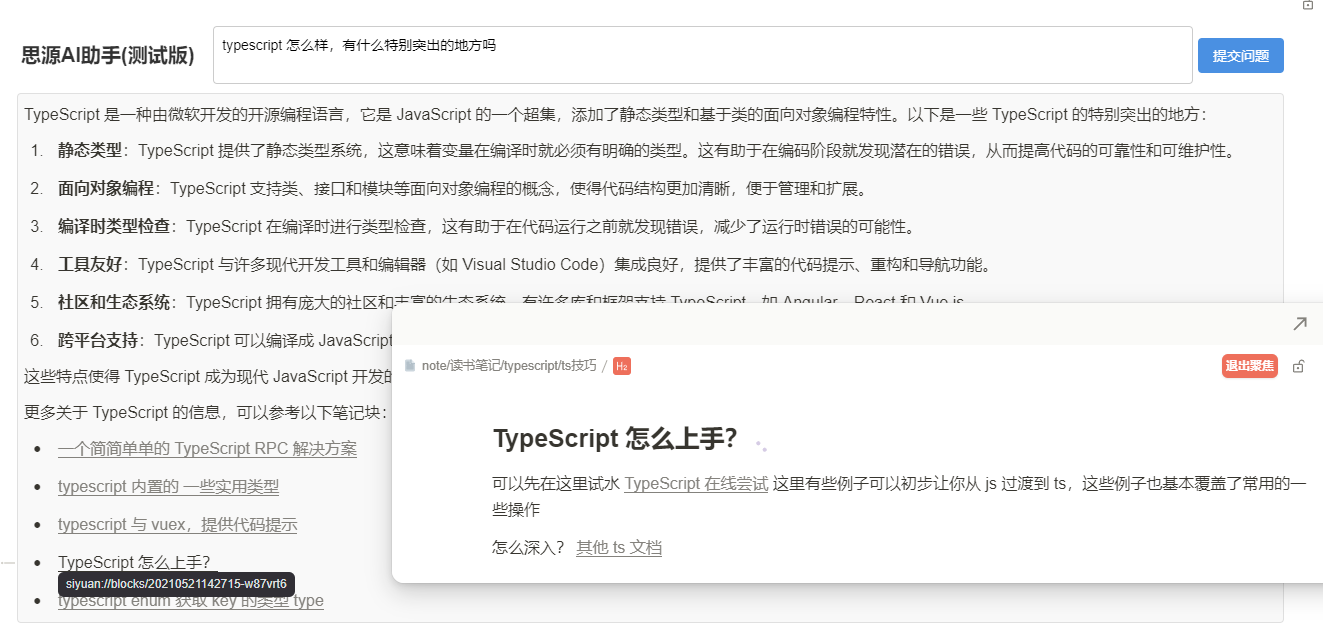 思源AI助手(测试版)
typescript 怎么样，有什么特别突出的地方吗
提交问题
TypeScript 是一种由微软开发的开源编程语言，它是 JavaScript 的一个超集，添加了静态类型和基于类的面向对象编程特性。以下是一些 TypeScript 的特别突出的地方：
1. 静态类型：TypeScript 提供了静态类型系统，这意味着变量在编译时就必须有明确的类型。这有助于在编码阶段就发现潜在的错误，从而提高代码的可靠性和可维护性。
2. 面向对象编程：TypeScript 支持类、接口和模块等面向对象编程的概念，使得代码结构更加清晰，便于管理和扩展。
3. 编译时类型检查：TypeScript 在编译时进行类型检查，这有助于在代码运行之前就发现错误，减少了运行时错误的可能性。
4. 工具友好：TypeScript 与许多现代开发工具和编辑器（如 Visual Studio Code）集成良好，提供了丰富的代码提示、重构和导航功能。
5. 社区和生态系统：TypeScript 拥有庞大的社区和丰富的生态系统，有许多库和框架支持 TypeScript，如 Angular、React 和 Vue.js
6. 跨平台支持：TypeScript 可以编译成 JavaScript
这些特点使得 TypeScript 成为现代 JavaScript 开发的
更多关于 TypeScript 的信息，可以参考以下笔记块：
• 一个简简单单的 TypeScript RPC 解决方案
• typescript 内置的 一些实用类型
• typescript 与 vuex，提供代码提示
• TypeScript 怎么上手？
siyuan://blocks/20210521142715-w87vrt6
• typescript enum 获取 key 的类型 type
note/读书笔记/typescript/ts技巧 / H₂
退出聚焦
TypeScript 怎么上手？
可以先在这里试水 TypeScript 在线尝试 这里有些例子可以初步让你从 js 过渡到 ts，这些例子也基本覆盖了常用的一
些操作
怎么深入？ 其他 ts 文档